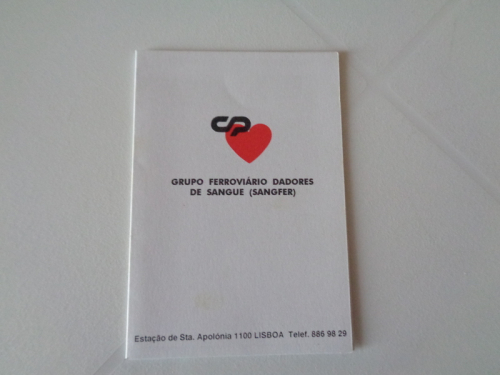 CP
GRUPO FERROVIÁRIO DADORES
DE SANGUE (SANGFER)
Estação de Sta. Apolónia 1100 LISBOA Telef. 886 98 29